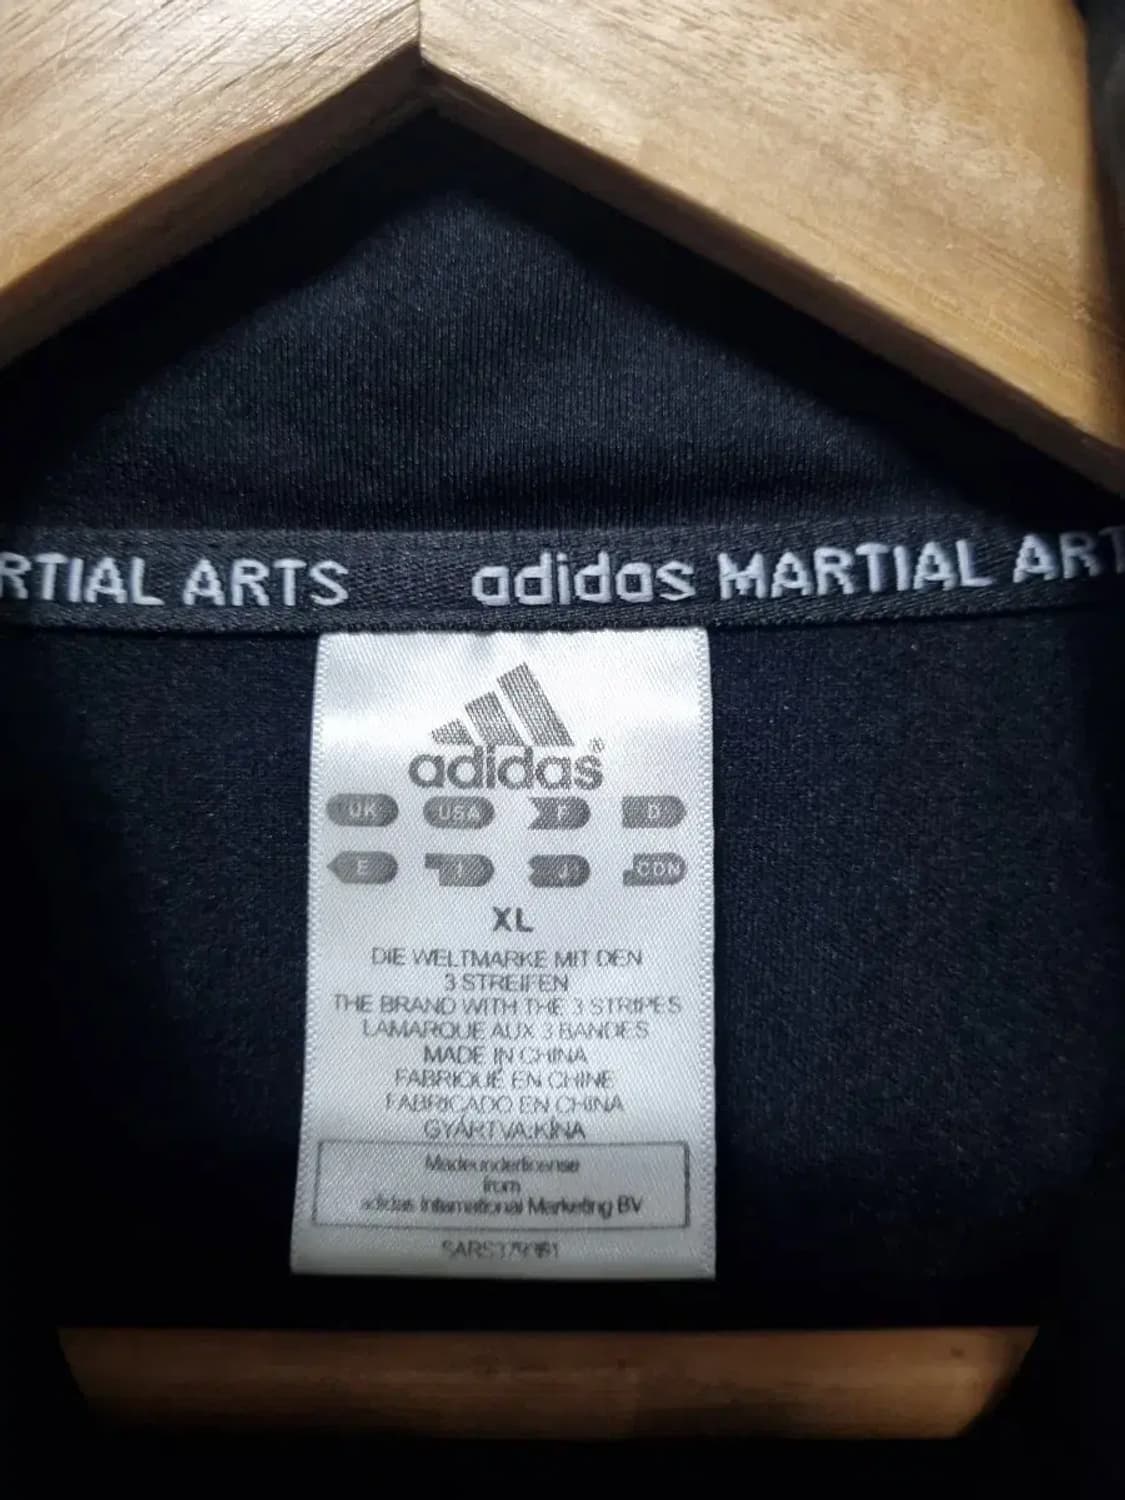 RTIAL ARTS adidas MARTIAL ART
adidas®
UK USA F D
E I J CDN
XL
DIE WELTMARKE MIT DEN
3 STREIFEN
THE BRAND WITH THE 3 STRIPES
LAMARQUE AUX 3 BANDES
MADE IN CHINA
FABRIQUÉ EN CHINE
FABRICADO EN CHINA
GYÁRTVA:KÍNA
Madeunderlicense
from
adidas International Marketing BV